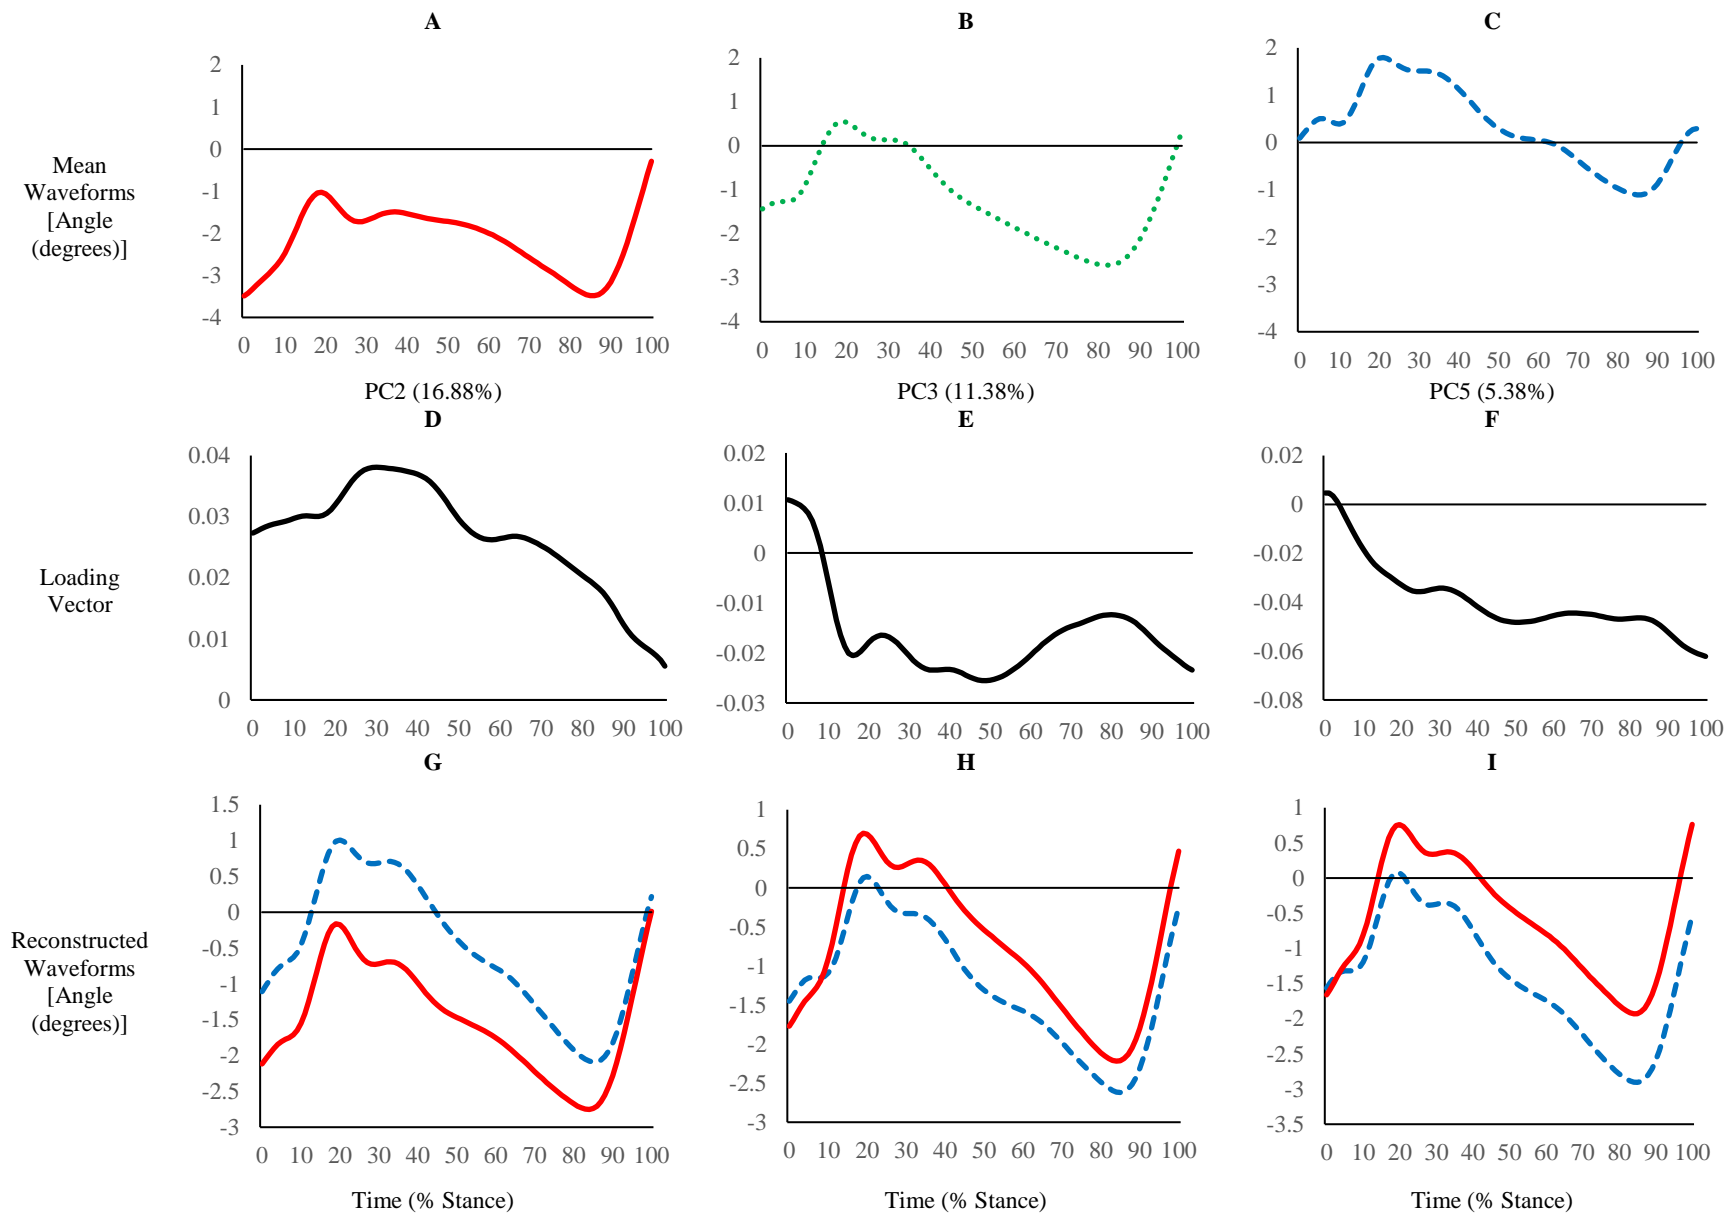 A
B
C
Mean
Waveforms
[Angle
(degrees)]
2
1
0
-1
-2
-3
-4
0 10 20 30 40 50 60 70 80 90 100
2
1
0
-1
-2
-3
-4
0 10 20 30 40 50 60 70 80 90 100
2
1
0
-1
-2
-3
-4
0 10 20 30 40 50 60 70 80 90 100
PC2 (16.88%)
PC3 (11.38%)
PC5 (5.38%)
D
E
F
Loading
Vector
0.04
0.03
0.02
0.01
0
0 10 20 30 40 50 60 70 80 90 100
0.02
0.01
0
-0.01
-0.02
-0.03
0 10 20 30 40 50 60 70 80 90 100
0.02
0
-0.02
-0.04
-0.06
-0.08
0 10 20 30 40 50 60 70 80 90 100
G
H
I
Reconstructed
Waveforms
[Angle
(degrees)]
1.5
1
0.5
0
-0.5
-1
-1.5
-2
-2.5
-3
0 10 20 30 40 50 60 70 80 90 100
1
0.5
0
-0.5
-1
-1.5
-2
-2.5
-3
0 10 20 30 40 50 60 70 80 90 100
1
0.5
0
-0.5
-1
-1.5
-2
-2.5
-3
-3.5
0 10 20 30 40 50 60 70 80 90 100
Time (% Stance)
Time (% Stance)
Time (% Stance)